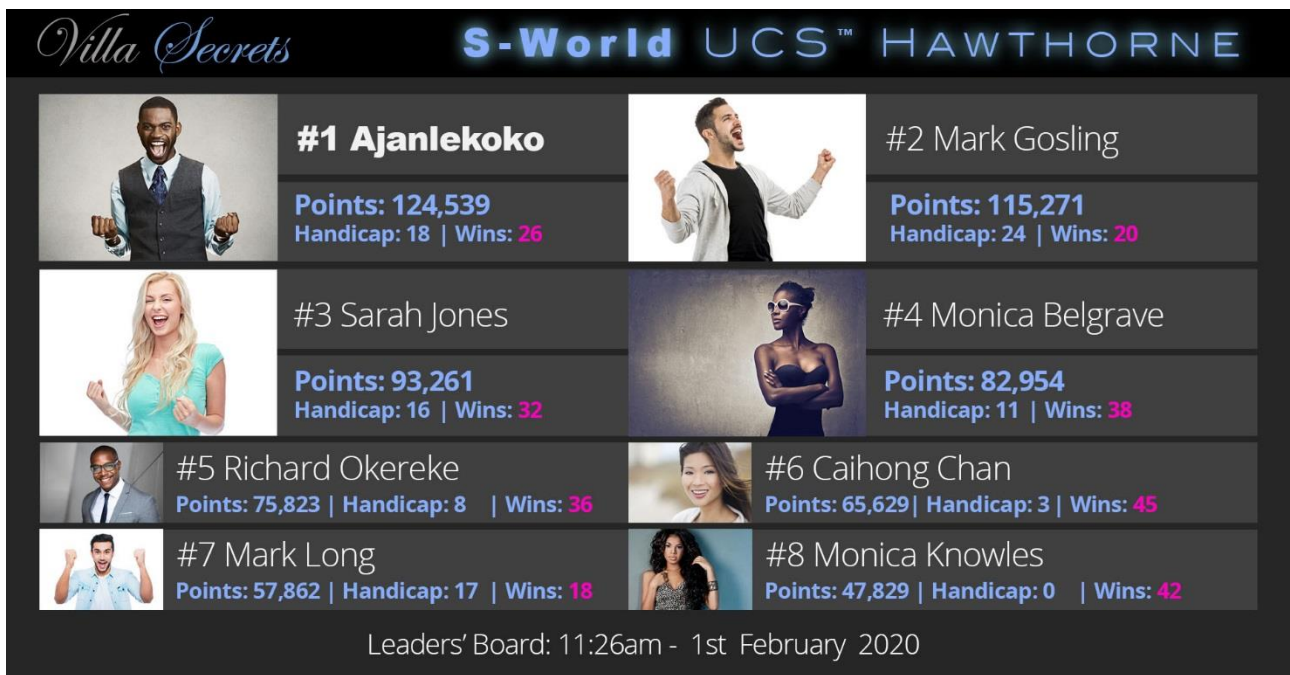 Villa Secrets
S-World UCS™ HAWTHORNE
#1 Ajanlekoko
Points: 124,539
Handicap: 18 | Wins: 26
#2 Mark Gosling
Points: 115,271
Handicap: 24 | Wins: 20
#3 Sarah Jones
Points: 93,261
Handicap: 16 | Wins: 32
#4 Monica Belgrave
Points: 82,954
Handicap: 11 | Wins: 38
#5 Richard Okereke
Points: 75,823 | Handicap: 8 | Wins: 36
#6 Caihong Chan
Points: 65,629| Handicap: 3 | Wins: 45
#7 Mark Long
Points: 57,862 | Handicap: 17 | Wins: 18
#8 Monica Knowles
Points: 47,829 | Handicap: 0 | Wins: 42
Leaders' Board: 11:26am - 1st February 2020